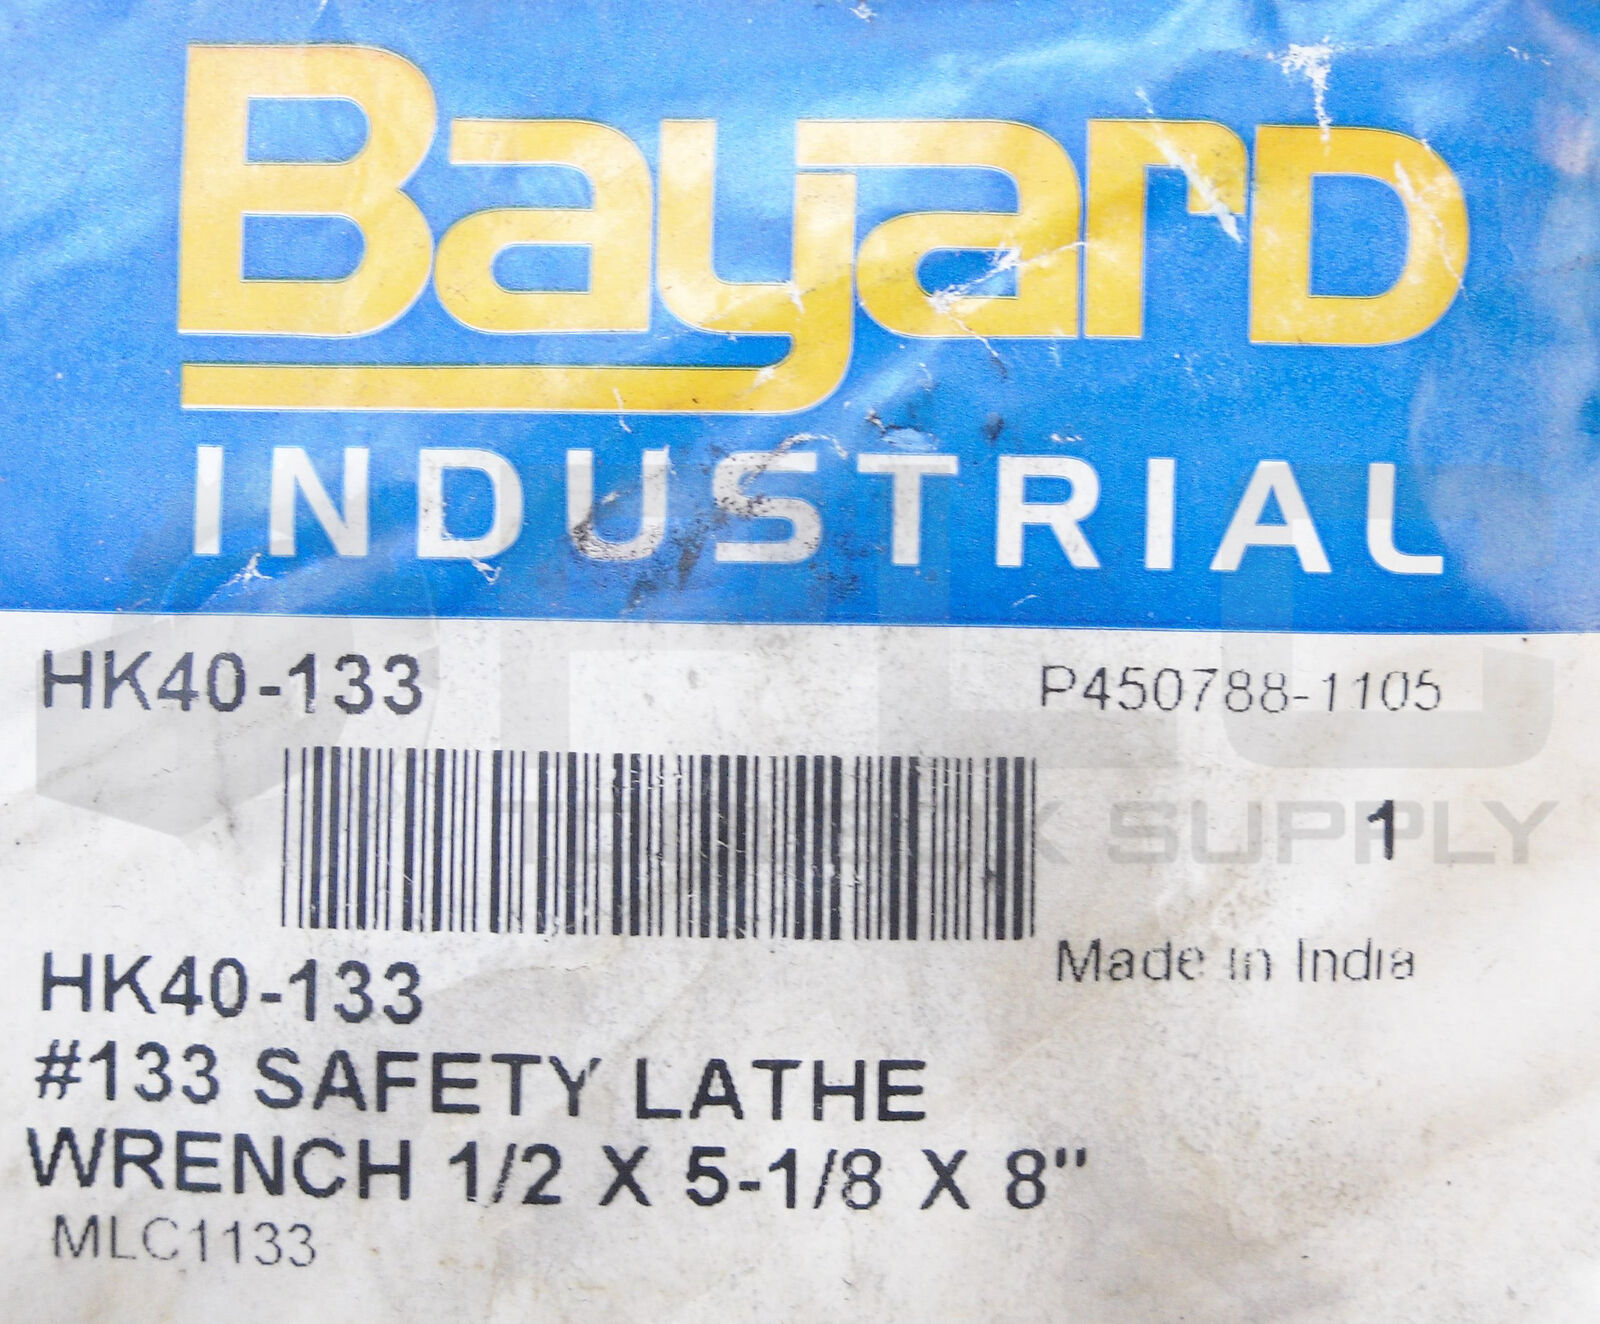 Bayard
INDUSTRIAL
HK40-133
P450788-1105
1
SUPPLY
Made in India
HK40-133
#133 SAFETY LATHE
WRENCH 1/2 X 5-1/8 X 8"
MLC1133